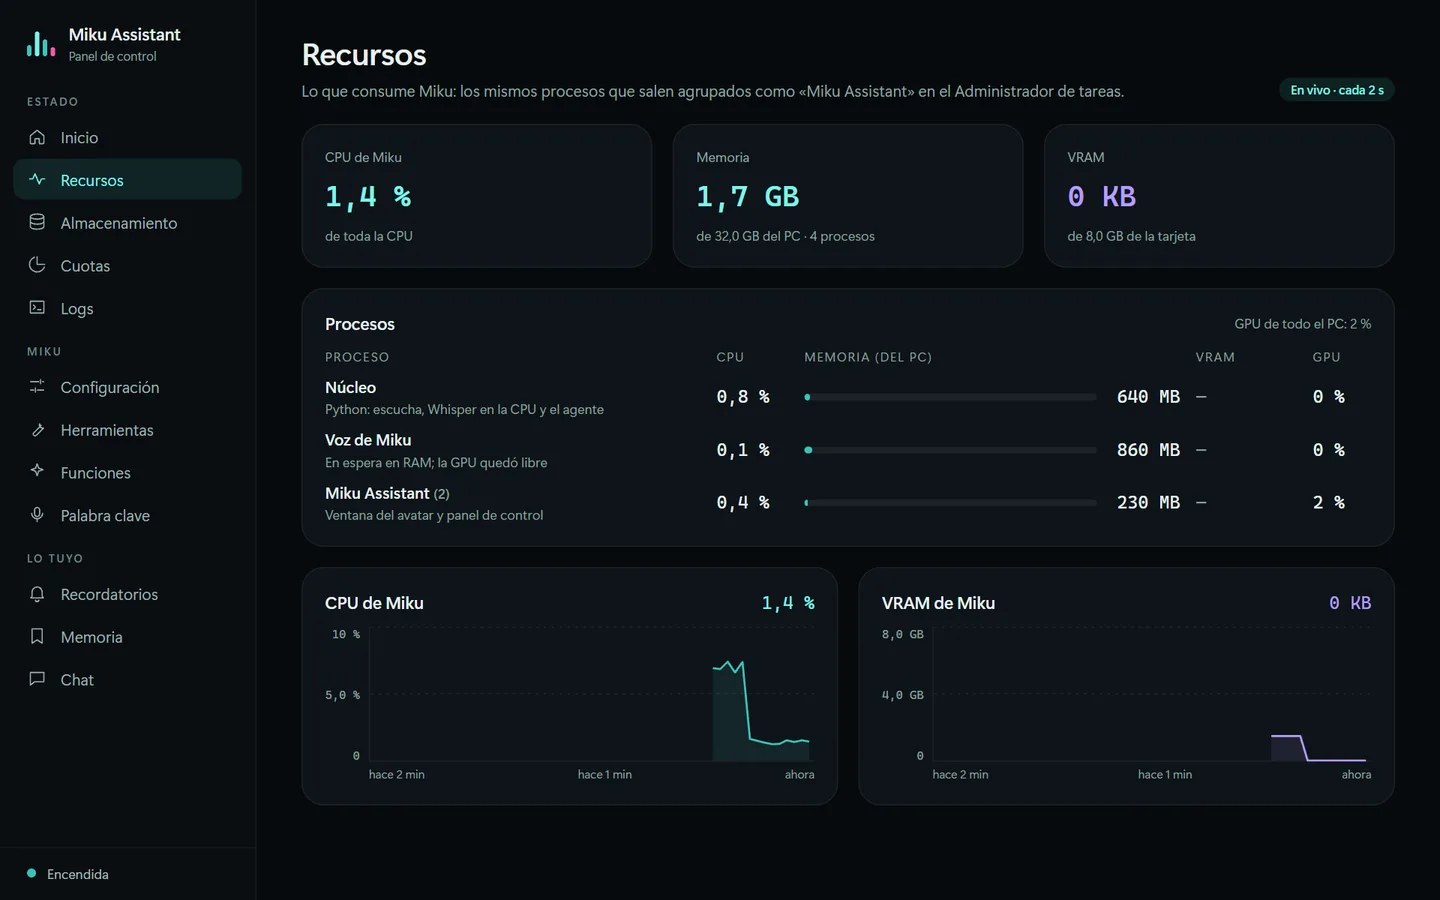 Miku Assistant
Panel de control
ESTADO
Inicio
Recursos
Almacenamiento
Cuotas
Logs
MIKU
Configuración
Herramientas
Funciones
Palabra clave
LO TUYO
Recordatorios
Memoria
Chat
Encendida
Recursos
Lo que consume Miku: los mismos procesos que salen agrupados como «Miku Assistant» en el Administrador de tareas.
En vivo · cada 2 s
CPU de Miku
1,4 %
de toda la CPU
Memoria
1,7 GB
de 32,0 GB del PC · 4 procesos
VRAM
0 KB
de 8,0 GB de la tarjeta
Procesos
GPU de todo el PC: 2 %
PROCESO CPU MEMORIA (DEL PC) VRAM GPU
Núcleo
Python: escucha, Whisper en la CPU y el agente
0,8 % 640 MB — 0 %
Voz de Miku
En espera en RAM; la GPU quedó libre
0,1 % 860 MB — 0 %
Miku Assistant (2)
Ventana del avatar y panel de control
0,4 % 230 MB — 2 %
CPU de Miku
1,4 %
10 %
5,0 %
0
hace 2 min hace 1 min ahora
VRAM de Miku
0 KB
8,0 GB
4,0 GB
0
hace 2 min hace 1 min ahora